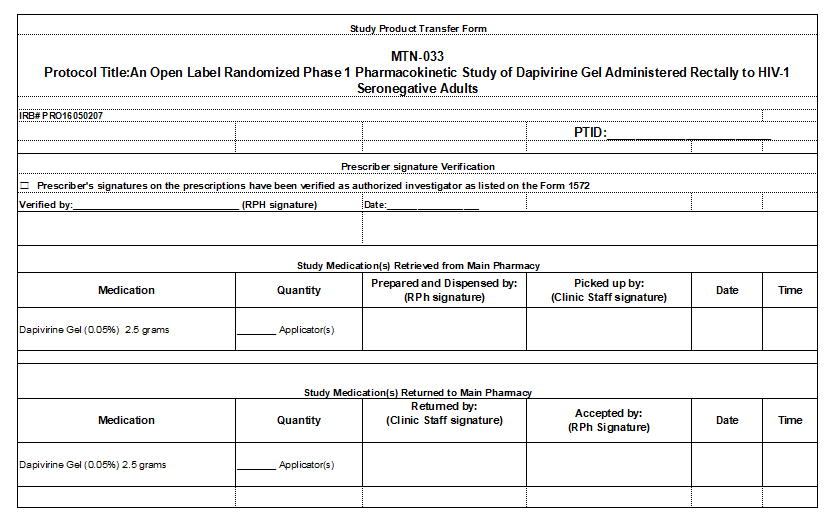 Study Product Transfer Form
MTN-033
Protocol Title:An Open Label Randomized Phase 1 Pharmacokinetic Study of Dapivirine Gel Administered Rectally to HIV-1
Seronegative Adults
IRB# PRO16050207
PTID:______________________
Prescriber signature Verification
☐ Prescriber's signatures on the prescriptions have been verified as authorized investigator as listed on the Form 1572
Verified by:______________________________ (RPH signature) Date:_________________
Study Medication(s) Retrieved from Main Pharmacy
Medication Quantity Prepared and Dispensed by: (RPh signature) Picked up by: (Clinic Staff signature) Date Time
Dapivirine Gel (0.05%) 2.5 grams _______ Applicator(s)
Study Medication(s) Returned to Main Pharmacy
Medication Quantity Returned by: (Clinic Staff signature) Accepted by: (RPh Signature) Date Time
Dapivirine Gel (0.05%) 2.5 grams _______ Applicator(s)